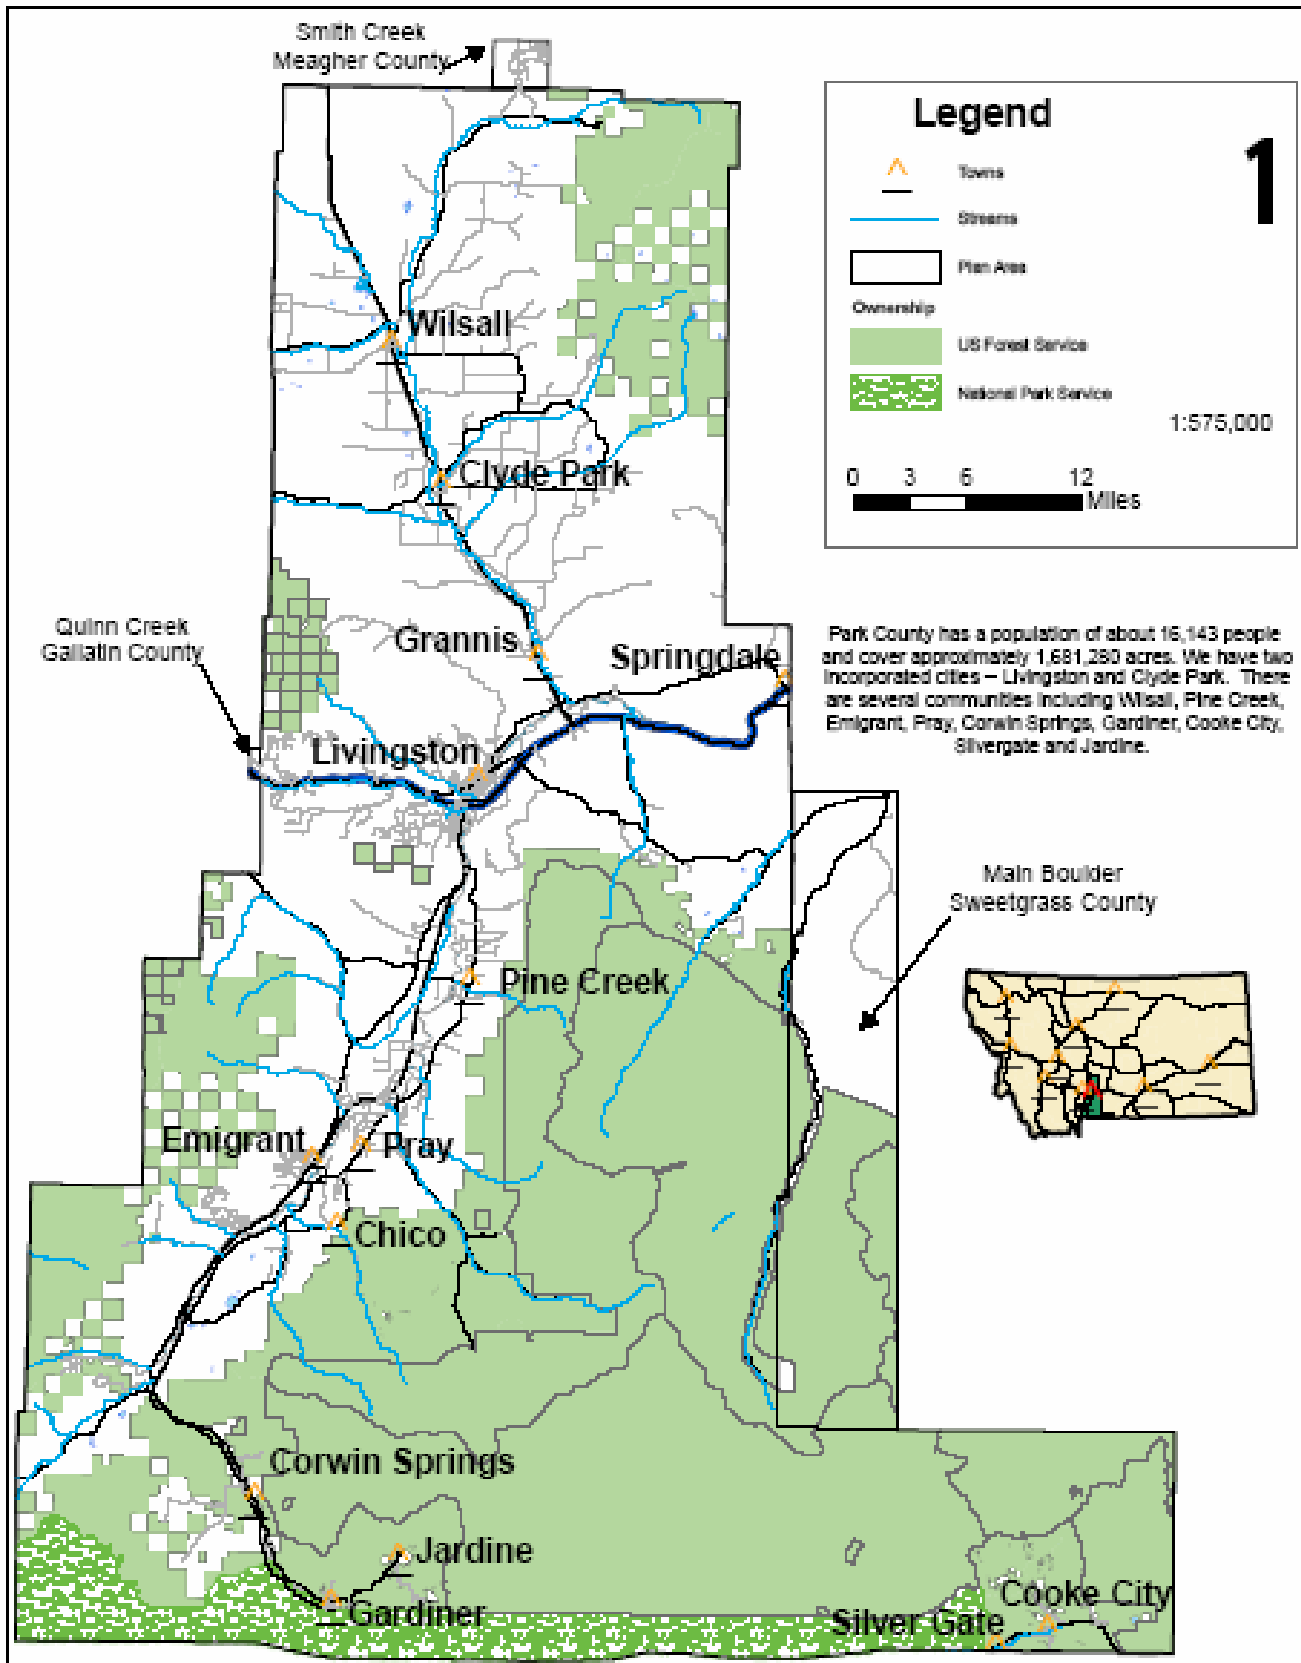 Smith Creek
Meagher County
Legend
1
Towns
Streams
Plan Area
Ownership
US Forest Service
National Park Service
1:575,000
0 3 6 12
Miles
Wilsall
Clyde Park
Quinn Creek
Gallatin County
Grannis
Springdale
Park County has a population of about 16,143 people
and cover approximately 1,681,280 acres. We have two
incorporated cities – Livingston and Clyde Park. There
are several communities including Wilsall, Pine Creek,
Emigrant, Pray, Corwin Springs, Gardiner, Cooke City,
Silvergate and Jardine.
Livingston
Main Boulder
Sweetgrass County
Pine Creek
Emigrant
Pray
Chico
Corwin Springs
Jardine
Gardiner
Cooke City
Silver Gate